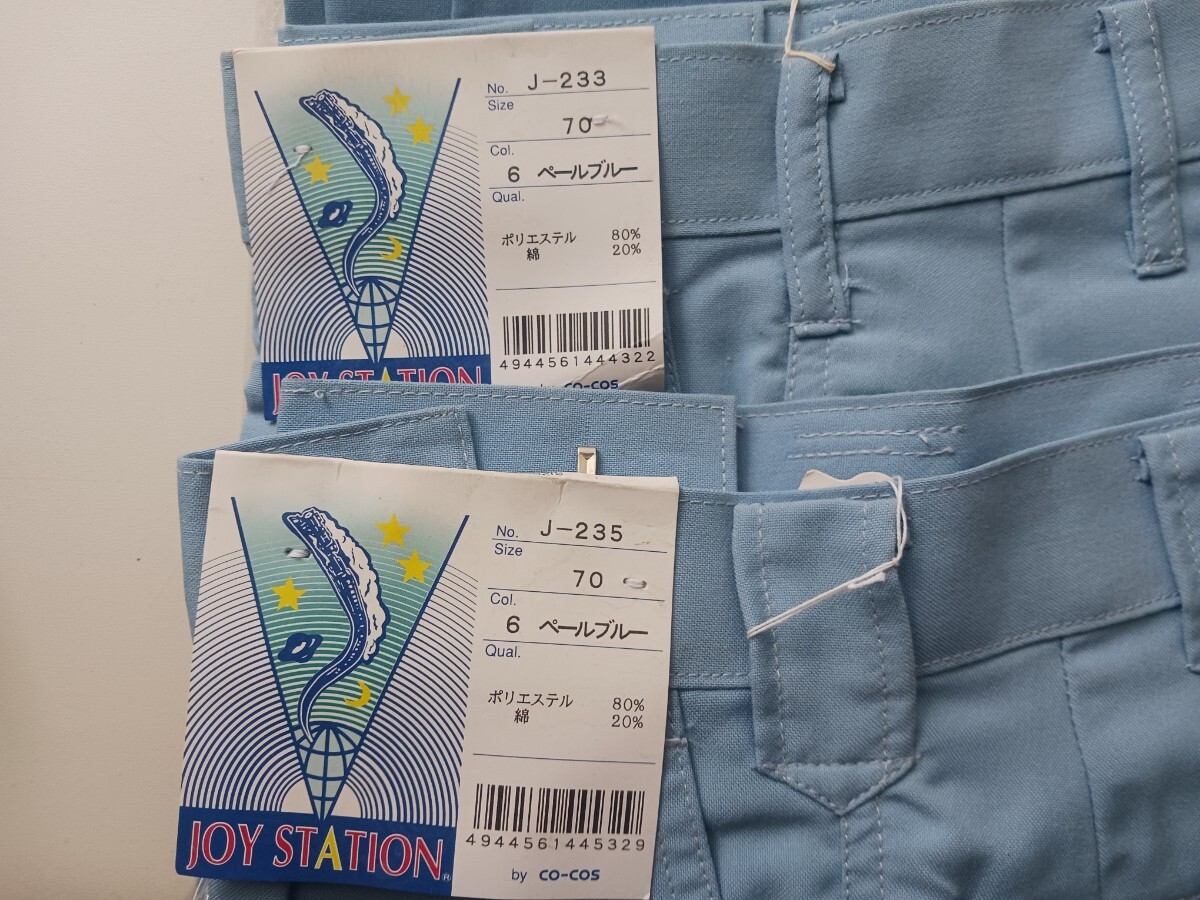 No. J-233
Size
70
Col.
6 ペールブルー
Qual.
ポリエステル 80%
綿 20%
4944561444322
JOY STATION
by CO-COS
No. J-235
Size
70
Col.
6 ペールブルー
Qual.
ポリエステル 80%
綿 20%
4944561445329
JOY STATION®
by CO-COS